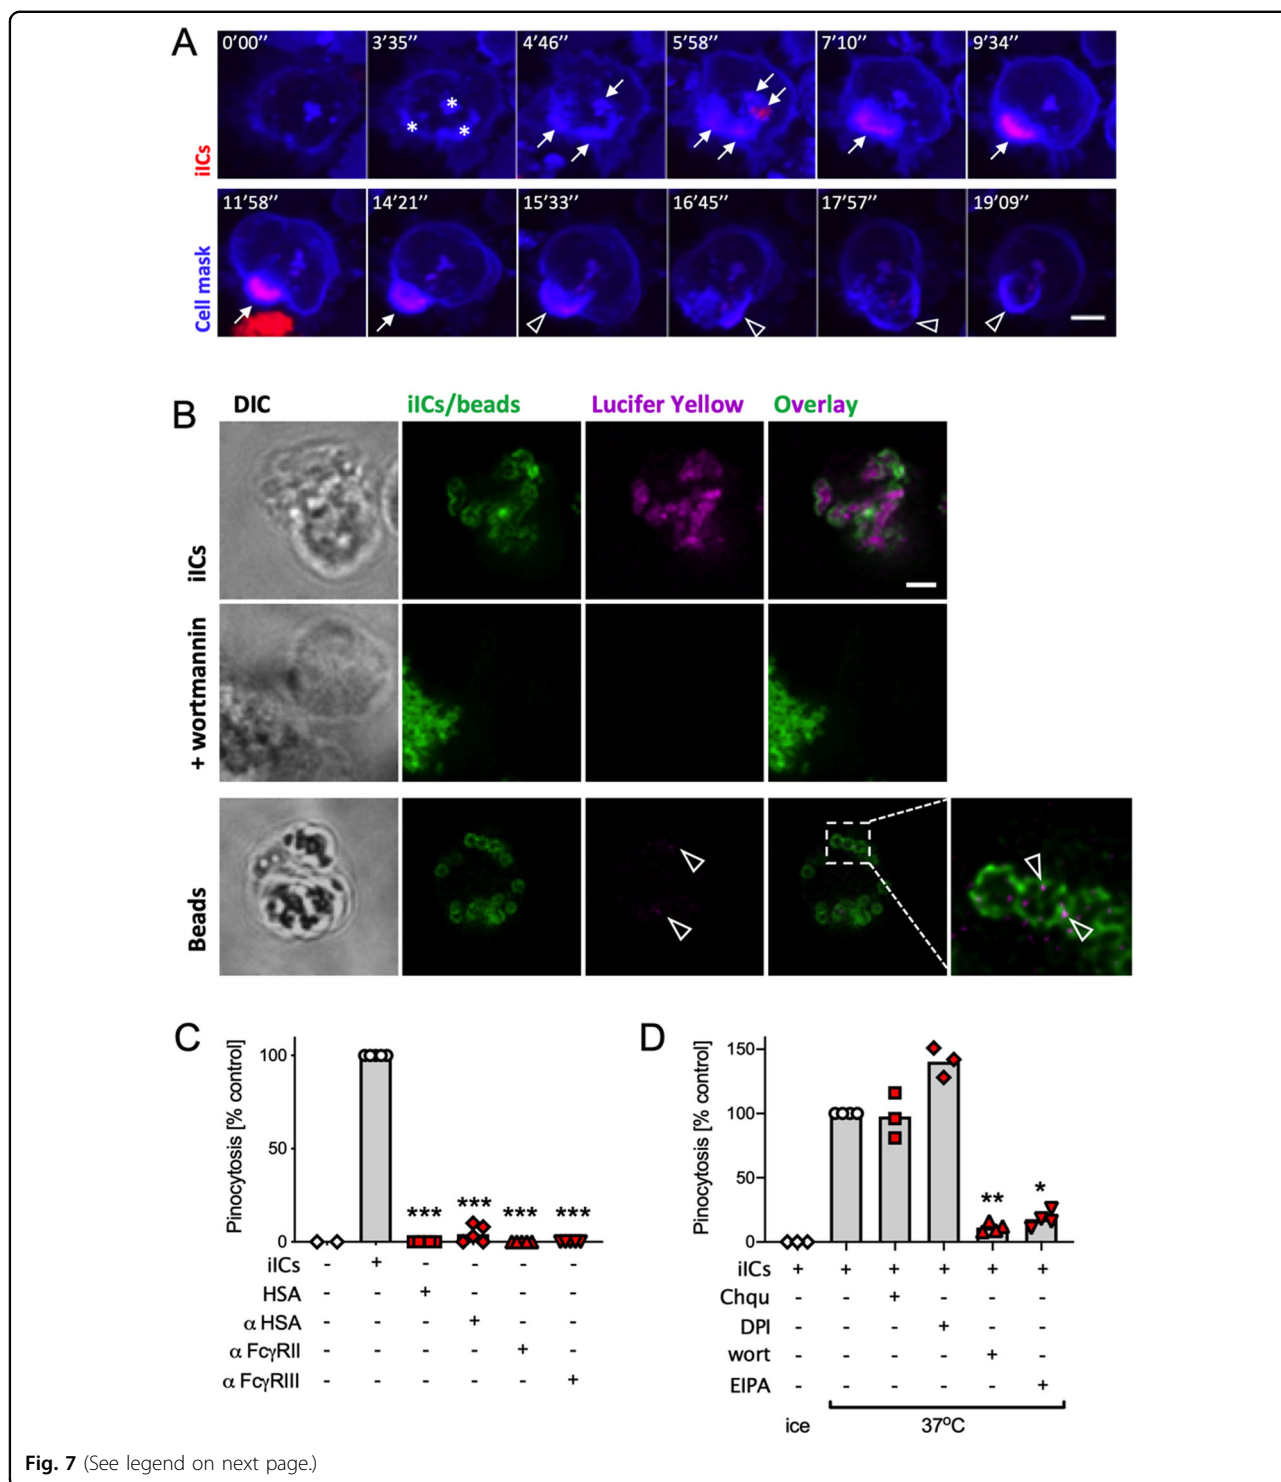 A
0'00''
3'35''
4'46''
5'58''
7'10''
9'34''
iICs
* * *
11'58''
14'21''
15'33''
16'45''
17'57''
19'09''
Cell mask
B
DIC
iICs/beads
Lucifer Yellow
Overlay
iICs
+ wortmannin
Beads
C
Pinocytosis [% control]
100
50
0
*** *** *** ***
iICs - + - - - -
HSA - - + - - -
α HSA - - - + - -
α FcγRII - - - - + -
α FcγRIII - - - - - +
D
Pinocytosis [% control]
150
100
50
0
** *
iICs + + + + + +
Chqu - - + - - -
DPI - - - + - -
wort - - - - + -
EIPA - - - - - +
ice 37ºC
Fig. 7 (See legend on next page.)